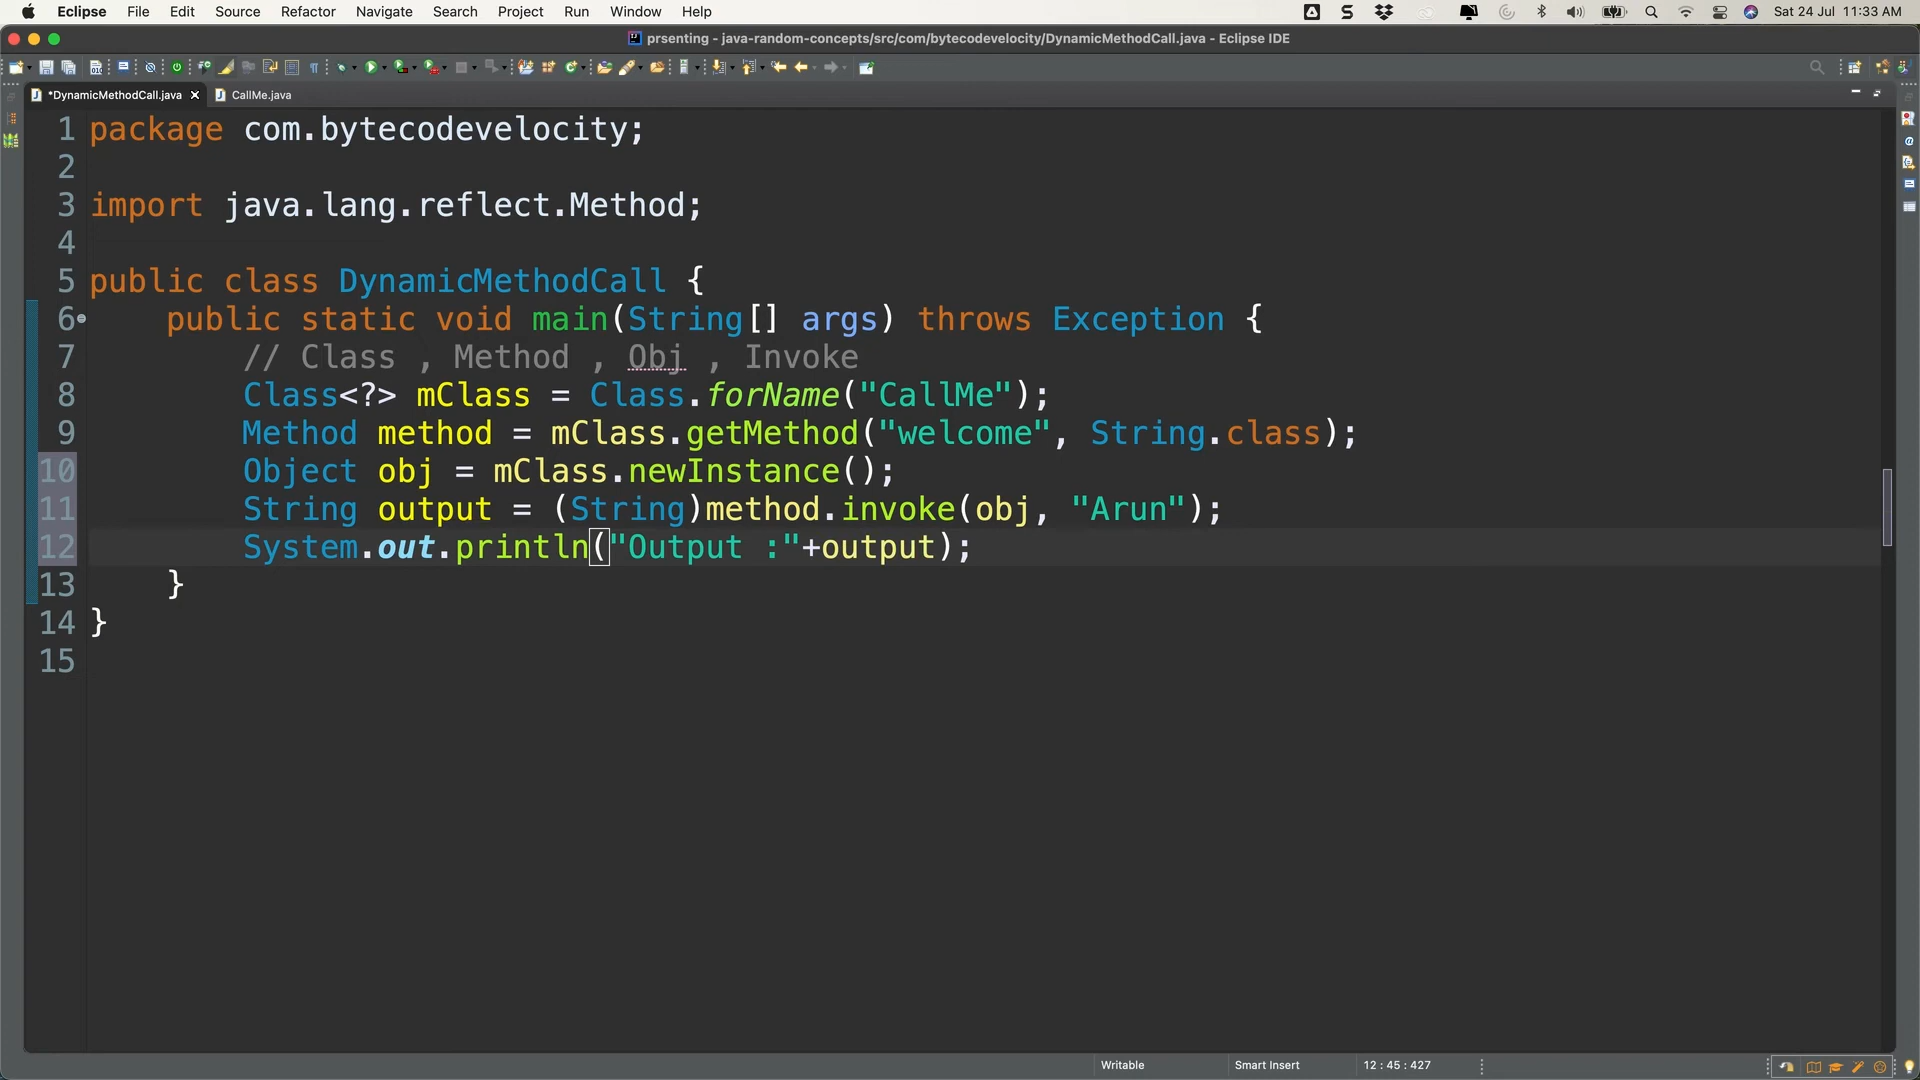 Eclipse File Edit Source Refactor Navigate Search Project Run Window Help Sat 24 Jul 11:33 AM
prsenting - java-random-concepts/src/com/bytecodevelocity/DynamicMethodCall.java - Eclipse IDE
*DynamicMethodCall.java CallMe.java
1 package com.bytecodevelocity;
2
3 import java.lang.reflect.Method;
4
5 public class DynamicMethodCall {
6 public static void main(String[] args) throws Exception {
7 // Class , Method , Obj , Invoke
8 Class<?> mClass = Class.forName("CallMe");
9 Method method = mClass.getMethod("welcome", String.class);
10 Object obj = mClass.newInstance();
11 String output = (String)method.invoke(obj, "Arun");
12 System.out.println("Output :"+output);
13 }
14 }
15
Writable Smart Insert 12 : 45 : 427